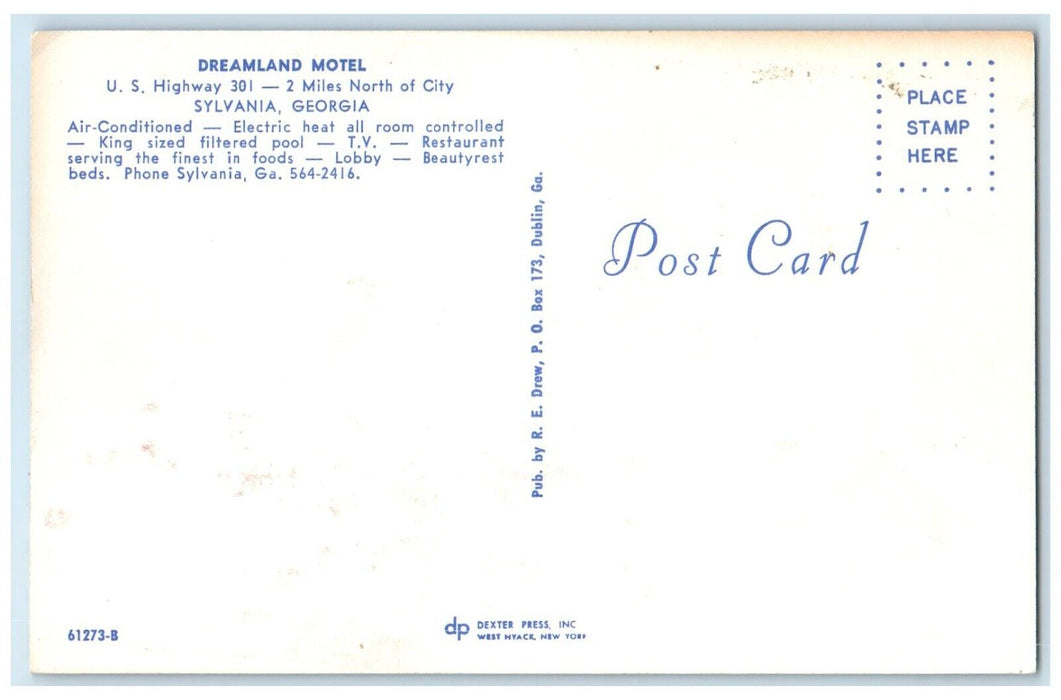 DREAMLAND MOTEL
U. S. Highway 301 — 2 Miles North of City
SYLVANIA, GEORGIA
Air-Conditioned — Electric heat all room controlled
— King sized filtered pool — T.V. — Restaurant
serving the finest in foods — Lobby — Beautyrest
beds. Phone Sylvania, Ga. 564-2416.
PLACE
STAMP
HERE
Post Card
Pub. by R. E. Drew, P. O. Box 173, Dublin, Ga.
61273-B
dp DEXTER PRESS, INC
WEST NYACK, NEW YORK